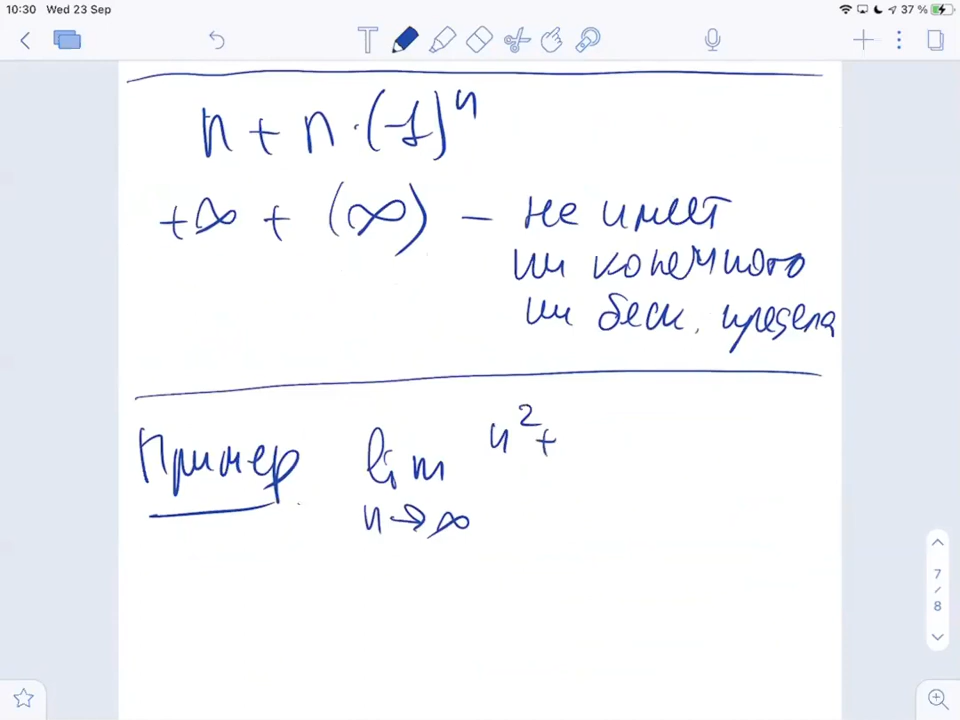 10:30 Wed 23 Sep 37 %
n + n · (-1)^n
+∞ + (∞) — не имеет
ни конечного
ни беск. предела
Пример lim n² +
n → ∞
7
/
8